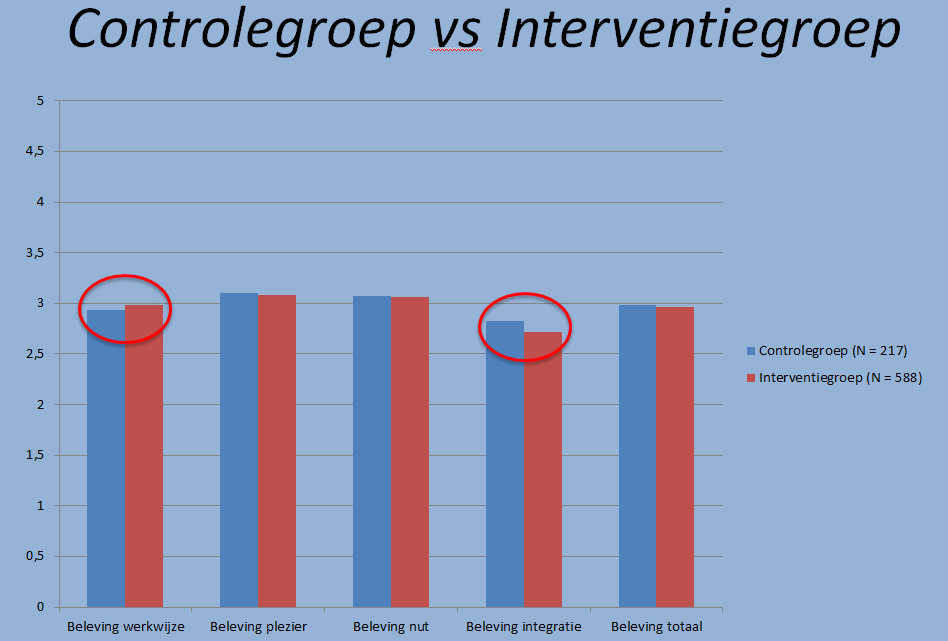 Controlegroep vs Interventiegroep
5
4,5
4
3,5
3
2,5
2
1,5
1
0,5
0
Beleving werkwijze
Beleving plezier
Beleving nut
Beleving integratie
Beleving totaal
Controlegroep (N = 217)
Interventiegroep (N = 588)